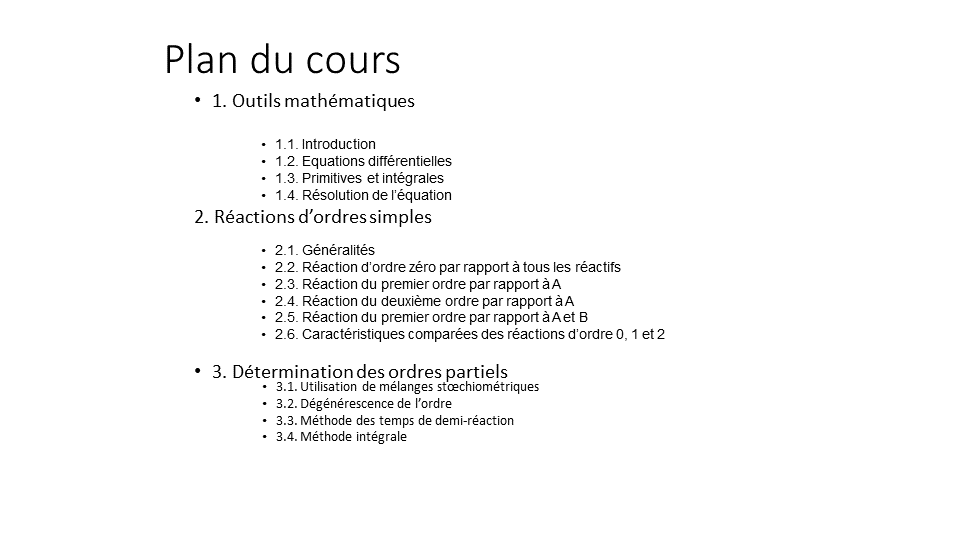 Plan du cours
• 1. Outils mathématiques
• 1.1. Introduction
• 1.2. Equations différentielles
• 1.3. Primitives et intégrales
• 1.4. Résolution de l’équation
2. Réactions d’ordres simples
• 2.1. Généralités
• 2.2. Réaction d’ordre zéro par rapport à tous les réactifs
• 2.3. Réaction du premier ordre par rapport à A
• 2.4. Réaction du deuxième ordre par rapport à A
• 2.5. Réaction du premier ordre par rapport à A et B
• 2.6. Caractéristiques comparées des réactions d’ordre 0, 1 et 2
• 3. Détermination des ordres partiels
• 3.1. Utilisation de mélanges stœchiométriques
• 3.2. Dégénérescence de l’ordre
• 3.3. Méthode des temps de demi-réaction
• 3.4. Méthode intégrale